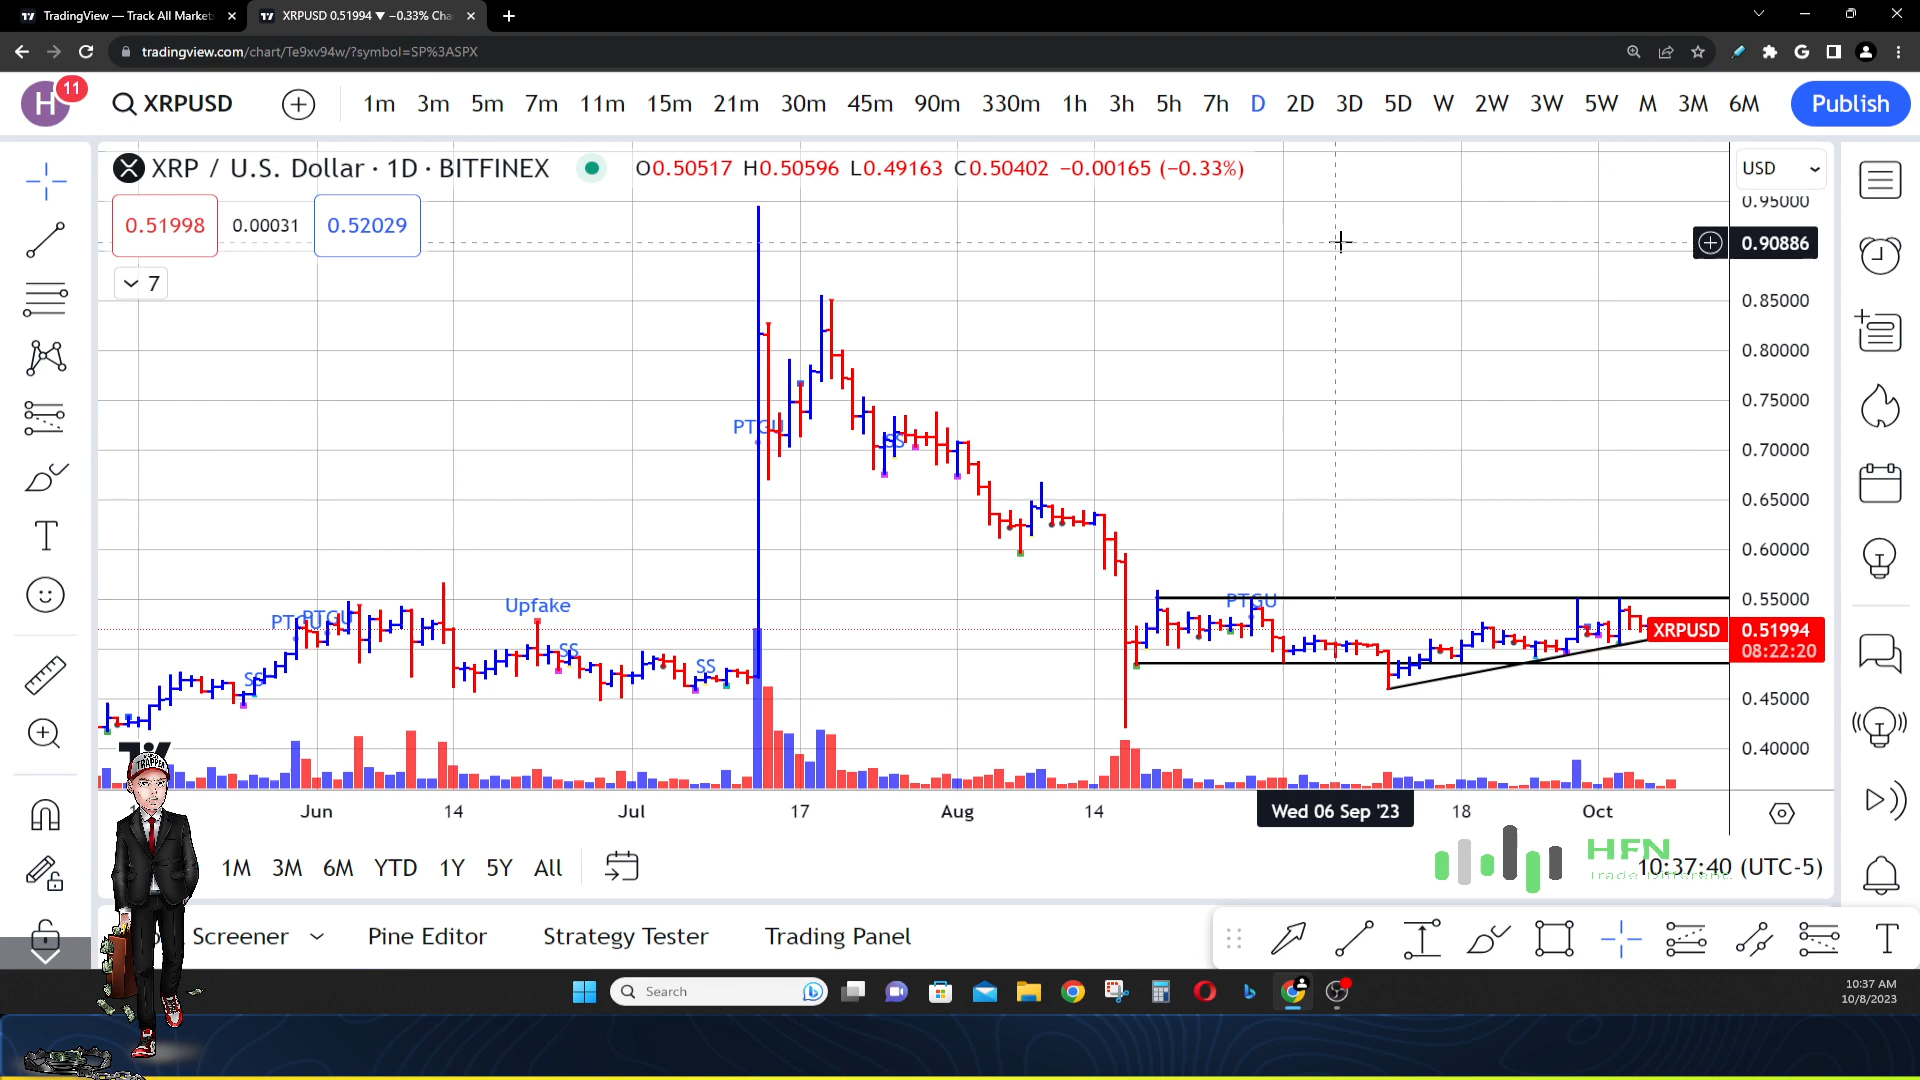 TradingView — Track All Market
XRPUSD 0.51994 ▼ −0.33% Cha
tradingview.com/chart/Te9xv94w/?symbol=SP%3ASPX
H 11 XRPUSD 1m 3m 5m 7m 11m 15m 21m 30m 45m 90m 330m 1h 3h 5h 7h D 2D 3D 5D W 2W 3W 5W M 3M 6M Publish
XRP / U.S. Dollar · 1D · BITFINEX O0.50517 H0.50596 L0.49163 C0.50402 −0.00165 (−0.33%) USD
0.95000
0.51998 0.00031 0.52029
0.90886
7
0.85000
0.80000
0.75000
PTGU
SS
0.70000
0.65000
0.60000
Upfake
PTGU
0.55000
PTGU PTGU
XRPUSD 0.51994
08:22:20
SS
SS
SS
0.45000
0.40000
TRAPPER
Jun 14 Jul 17 Aug 14 Wed 06 Sep '23 18 Oct
HFN
Trade Different.
1M 3M 6M YTD 1Y 5Y All 10:37:40 (UTC-5)
Screener Pine Editor Strategy Tester Trading Panel
Search
10:37 AM
10/8/2023